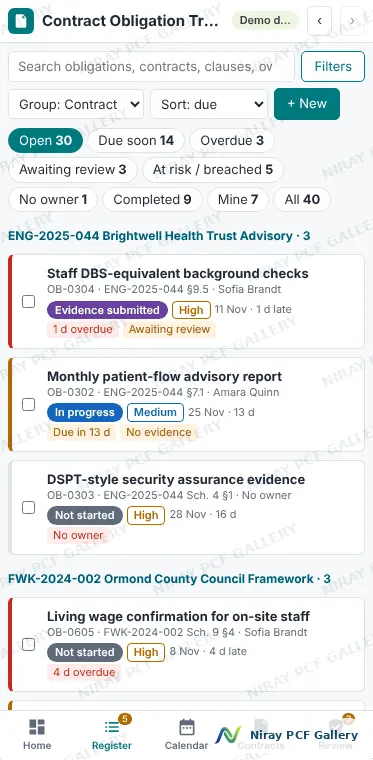 Contract Obligation Tr... Demo d...
Search obligations, contracts, clauses, ow Filters
Group: Contract Sort: due + New
Open 30 Due soon 14 Overdue 3
Awaiting review 3 At risk / breached 5
No owner 1 Completed 9 Mine 7 All 40
ENG-2025-044 Brightwell Health Trust Advisory · 3
Staff DBS-equivalent background checks
OB-0304 · ENG-2025-044 §9.5 · Sofia Brandt
Evidence submitted High 11 Nov · 1 d late
1 d overdue Awaiting review
Monthly patient-flow advisory report
OB-0302 · ENG-2025-044 §7.1 · Amara Quinn
In progress Medium 25 Nov · 13 d
Due in 13 d No evidence
DSPT-style security assurance evidence
OB-0303 · ENG-2025-044 Sch. 4 §1 · No owner
Not started High 28 Nov · 16 d
No owner
FWK-2024-002 Ormond County Council Framework · 3
Living wage confirmation for on-site staff
OB-0605 · FWK-2024-002 Sch. 9 §4 · Sofia Brandt
Not started High 8 Nov · 4 d late
4 d overdue
5
Home Register Calendar Contracts Review
Niray PCF Gallery
NIRAY PCF GALLERY